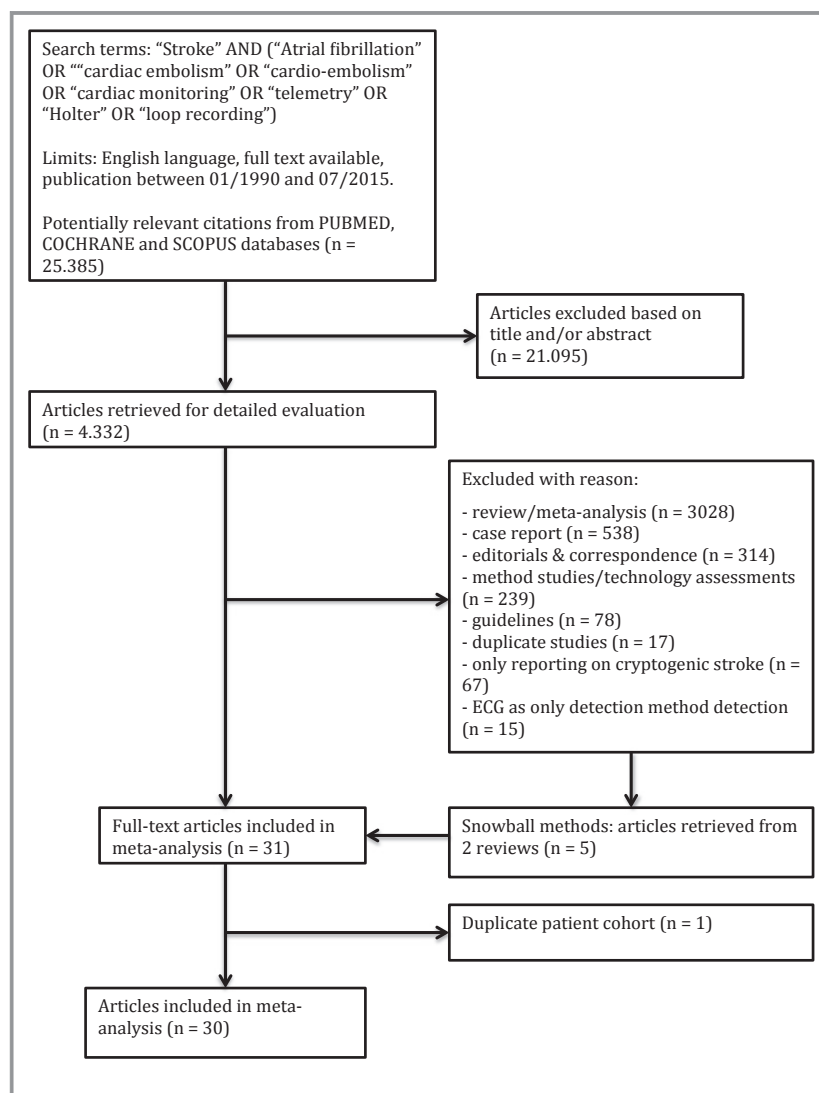 Search terms: “Stroke” AND (“Atrial fibrillation”
OR ““cardiac embolism” OR “cardio-embolism”
OR “cardiac monitoring” OR “telemetry” OR
“Holter” OR “loop recording”)
Limits: English language, full text available,
publication between 01/1990 and 07/2015.
Potentially relevant citations from PUBMED,
COCHRANE and SCOPUS databases (n =
25.385)
Articles excluded based on
title and/or abstract
(n = 21.095)
Articles retrieved for detailed evaluation
(n = 4.332)
Excluded with reason:
- review/meta-analysis (n = 3028)
- case report (n = 538)
- editorials & correspondence (n = 314)
- method studies/technology assessments
(n = 239)
- guidelines (n = 78)
- duplicate studies (n = 17)
- only reporting on cryptogenic stroke (n =
67)
- ECG as only detection method detection
(n = 15)
Full-text articles included in
meta-analysis (n = 31)
Snowball methods: articles retrieved from
2 reviews (n = 5)
Duplicate patient cohort (n = 1)
Articles included in meta-
analysis (n = 30)